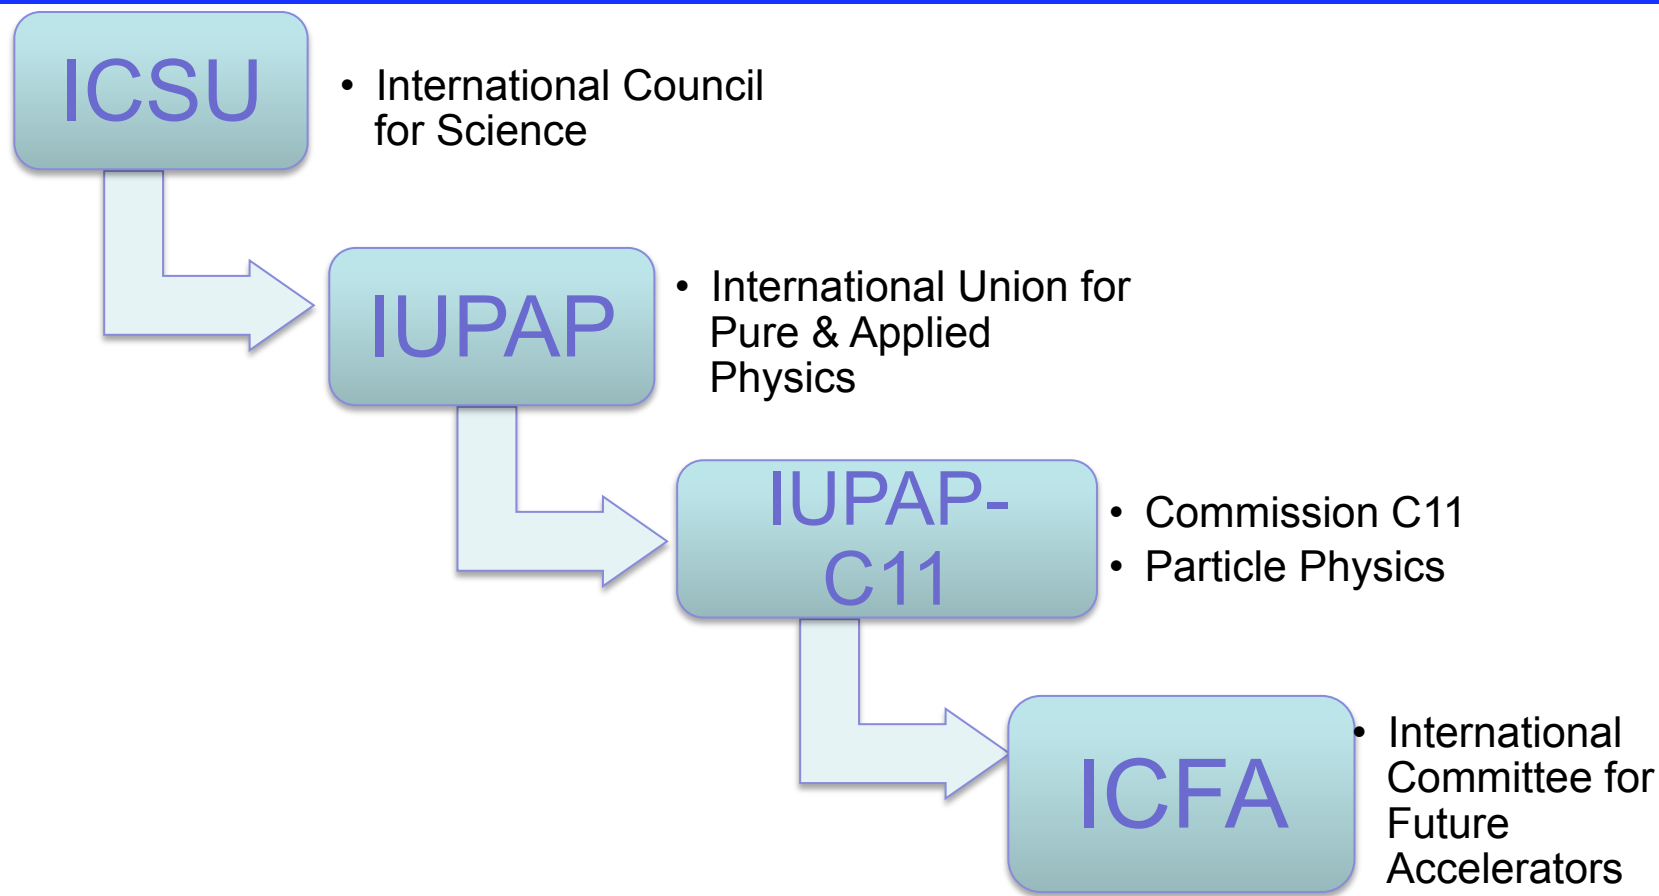 ICSU
• International Council
for Science
IUPAP
• International Union for
Pure & Applied
Physics
IUPAP-
C11
• Commission C11
• Particle Physics
ICFA
• International
Committee for
Future
Accelerators